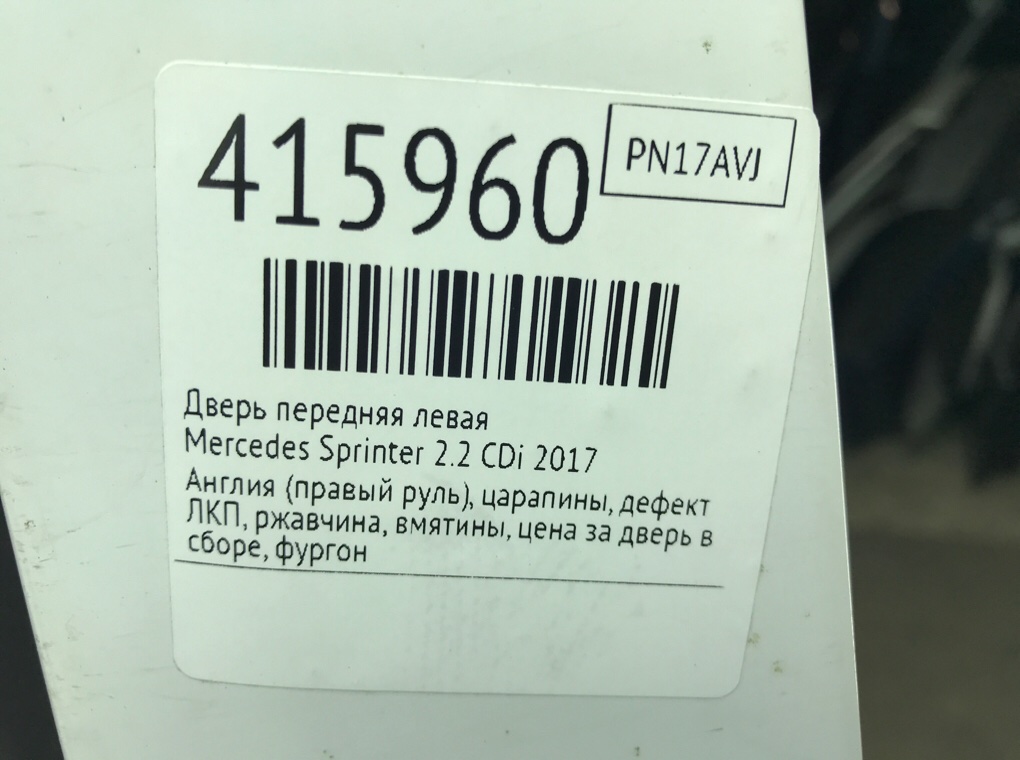 415960
PN17AVJ
Дверь передняя левая
Mercedes Sprinter 2.2 CDi 2017
Англия (правый руль), царапины, дефект
ЛКП, ржавчина, вмятины, цена за дверь в
сборе, фургон